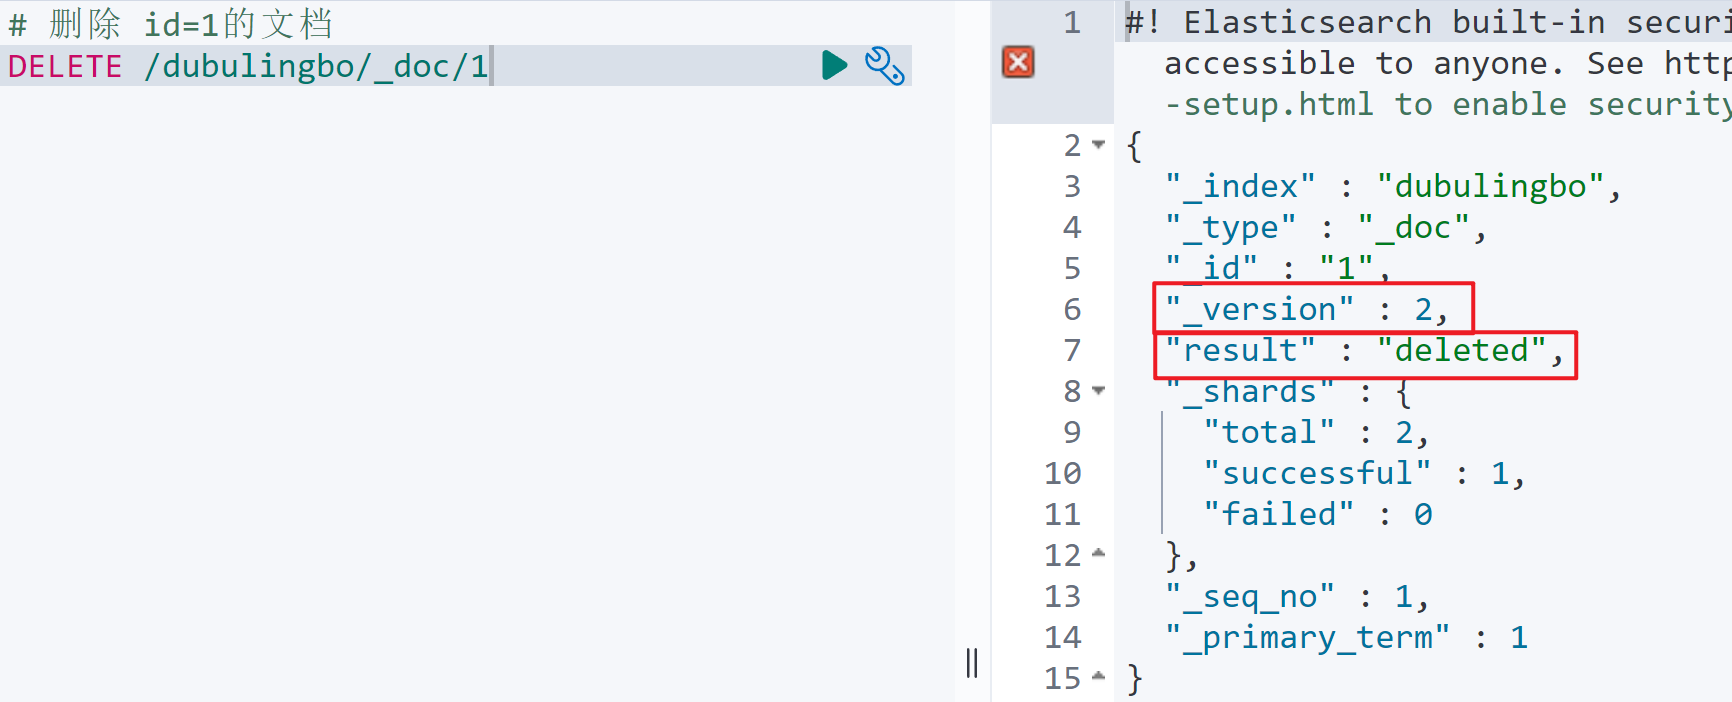 # 删除 id=1的文档
DELETE /dubulingbo/_doc/1
1 #! Elasticsearch built-in
accessible to anyone. See
-setup.html to enable security
2 {
3 "_index" : "dubulingbo",
4 "_type" : "_doc",
5 "_id" : "1",
6 "_version" : 2,
7 "result" : "deleted",
8 "_shards" : {
9 "total" : 2,
10 "successful" : 1,
11 "failed" : 0
12 },
13 "_seq_no" : 1,
14 "_primary_term" : 1
15 }